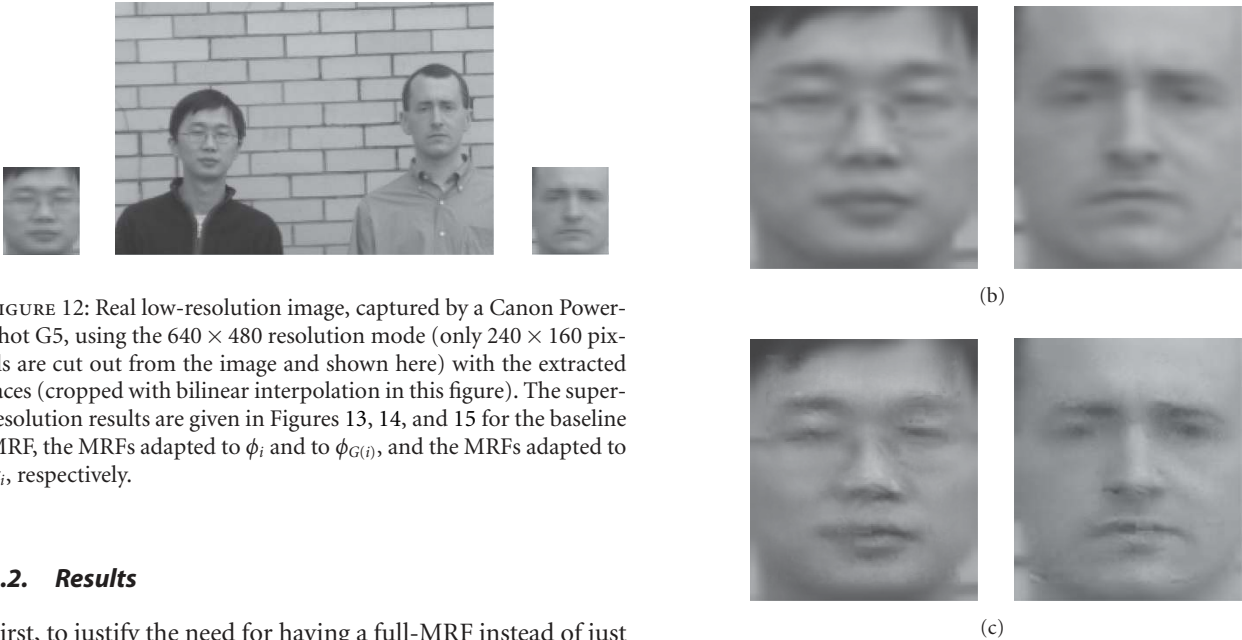 IGURE 12: Real low-resolution image, captured by a Canon Power-
hot G5, using the 640 × 480 resolution mode (only 240 × 160 pix-
ls are cut out from the image and shown here) with the extracted
aces (cropped with bilinear interpolation in this figure). The super-
esolution results are given in Figures 13, 14, and 15 for the baseline
MRF, the MRFs adapted to ϕi and to ϕG(i), and the MRFs adapted to
i, respectively.
.2. Results
irst, to justify the need for having a full-MRF instead of just
(b)
(c)